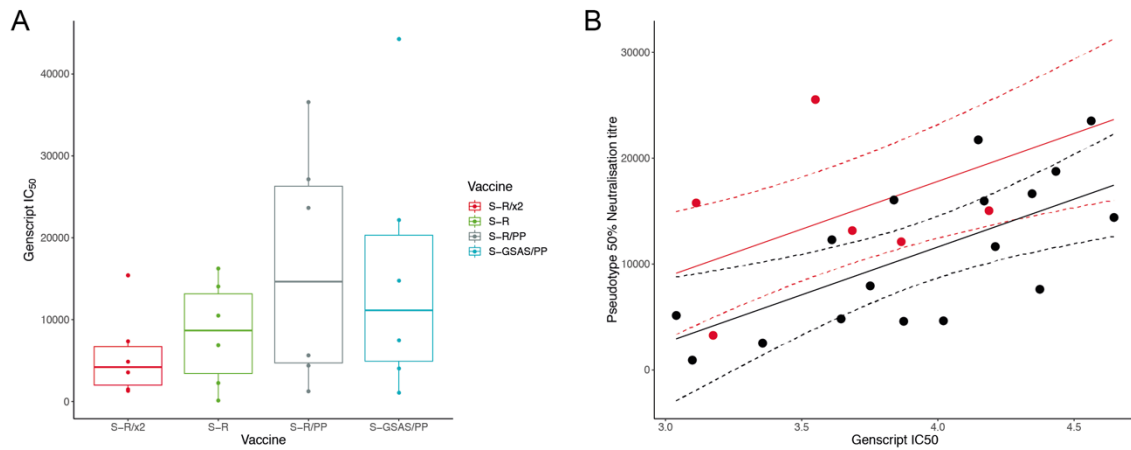 A
Genscript IC50
40000
30000
20000
10000
0
S-R/x2
S-R
S-R/PP
S-GSAS/PP
Vaccine
Vaccine
S-R/x2
S-R
S-R/PP
S-GSAS/PP
B
Pseudotype 50% Neutralisation titre
30000
20000
10000
0
3.0
3.5
4.0
4.5
Genscript IC50